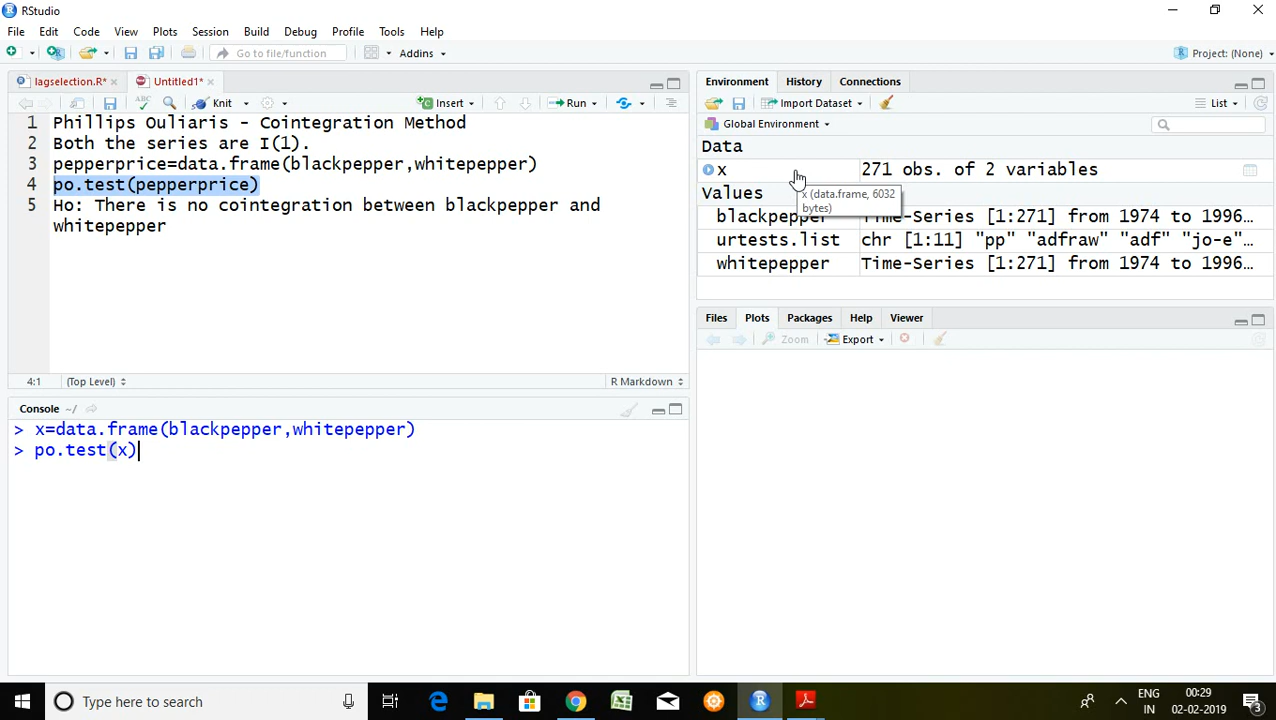 RStudio
File Edit Code View Plots Session Build Debug Profile Tools Help
Go to file/function Addins Project: (None)
lagselection.R* Untitled1*
ABC Knit Insert Run
1 Phillips Ouliaris - Cointegration Method
2 Both the series are I(1).
3 pepperprice=data.frame(blackpepper,whitepepper)
4 po.test(pepperprice)
5 Ho: There is no cointegration between blackpepper and
whitepepper
4:1 (Top Level) R Markdown
Console ~/
> x=data.frame(blackpepper,whitepepper)
> po.test(x)
Environment History Connections
Import Dataset List
Global Environment
Data
x 271 obs. of 2 variables
x (data.frame, 6032
bytes)
Values
blackpepper Time-Series [1:271] from 1974 to 1996…
urtests.list chr [1:11] "pp" "adfraw" "adf" "jo-e"…
whitepepper Time-Series [1:271] from 1974 to 1996…
Files Plots Packages Help Viewer
Zoom Export
Type here to search
ENG
IN
00:29
02-02-2019
3